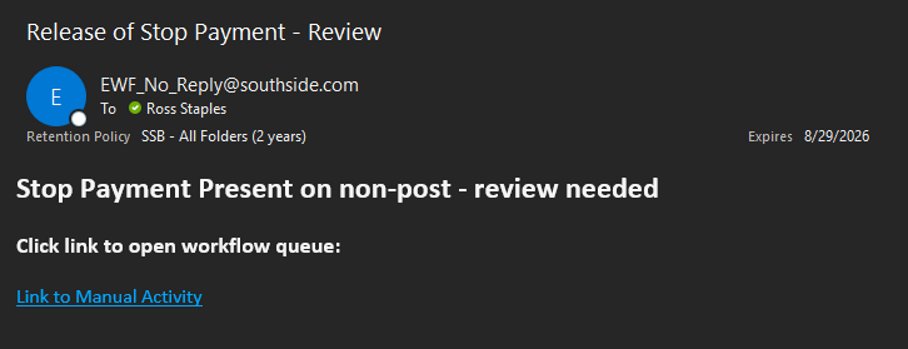 Release of Stop Payment - Review
E
EWF_No_Reply@southside.com
To Ross Staples
Retention Policy SSB - All Folders (2 years) Expires 8/29/2026
Stop Payment Present on non-post - review needed
Click link to open workflow queue:
Link to Manual Activity